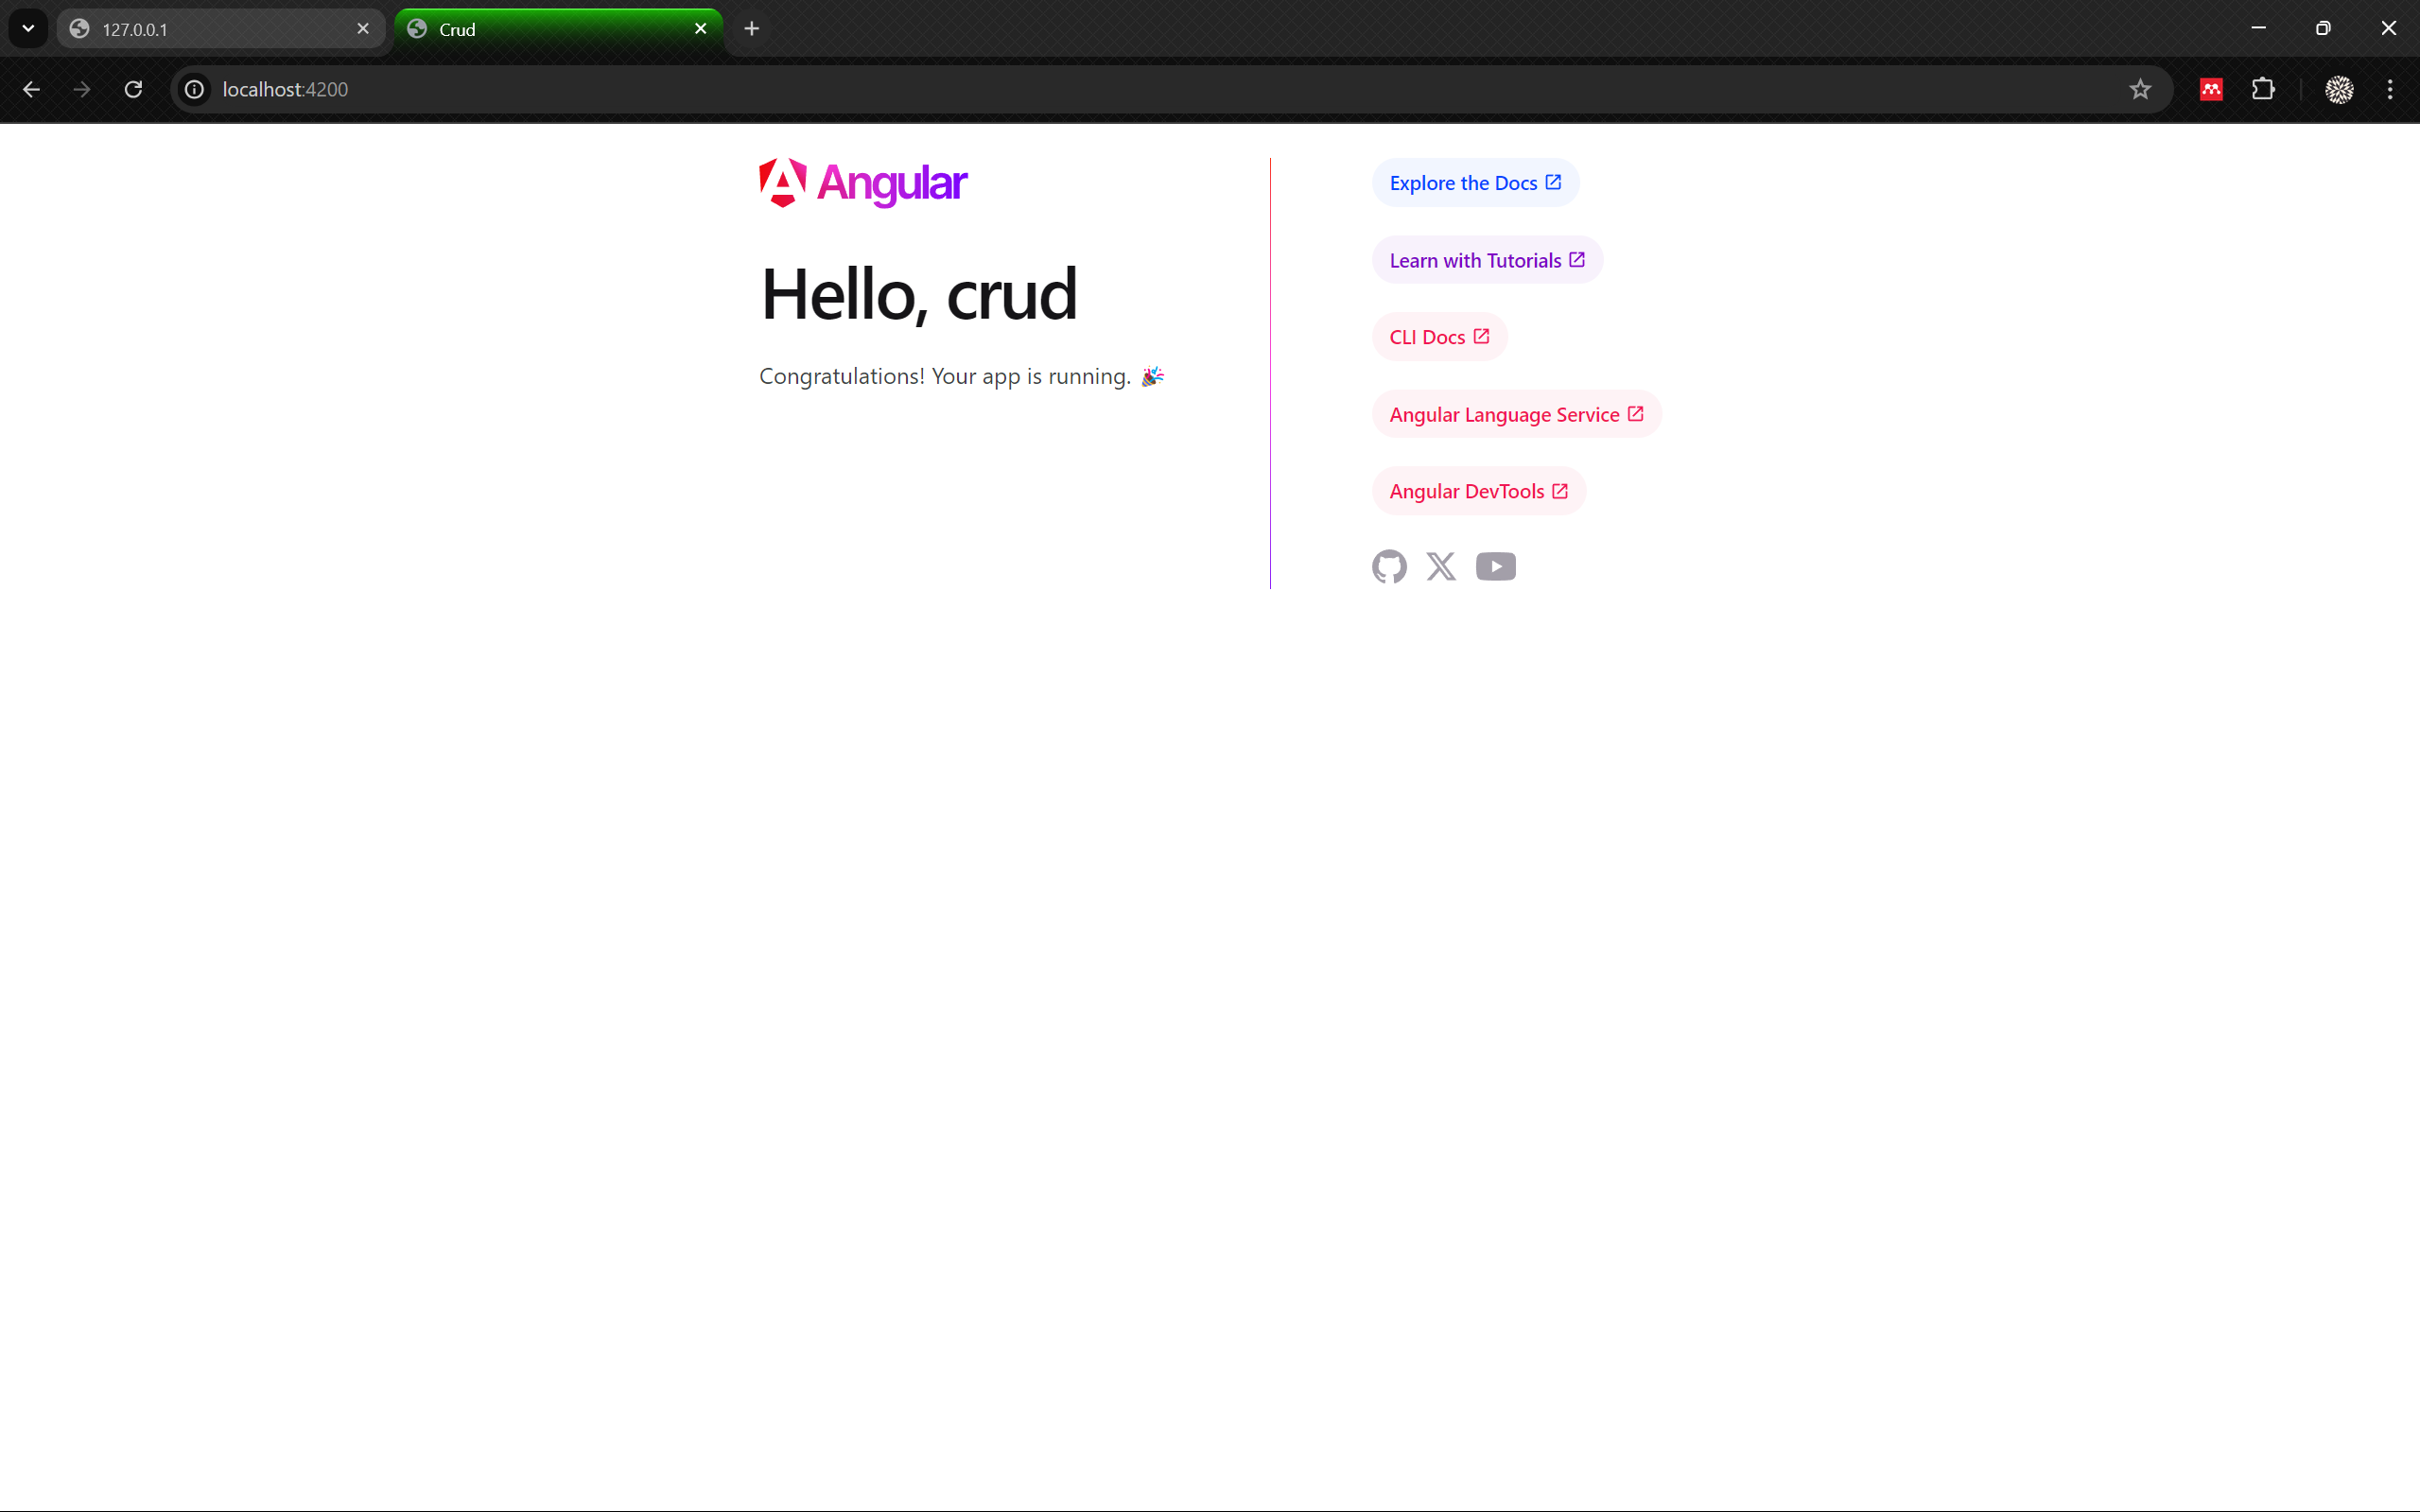 127.0.0.1
Crud
localhost:4200
Angular
Hello, crud
Congratulations! Your app is running. 🎉
Explore the Docs
Learn with Tutorials
CLI Docs
Angular Language Service
Angular DevTools